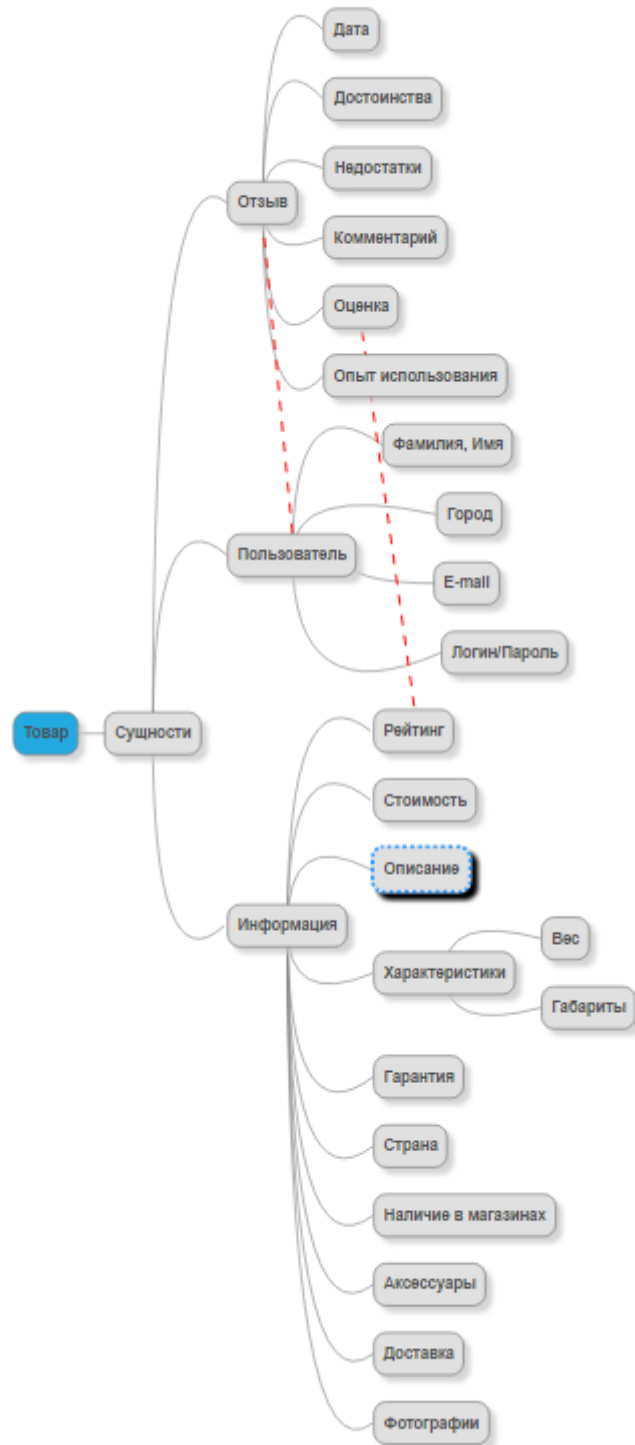 Дата
Достоинства
Недостатки
Отзыв
Комментарий
Оценка
Опыт использования
Фамилия, Имя
Город
Пользователь
E-mail
Логин/Пароль
Товар
Сущности
Рейтинг
Стоимость
Описание
Информация
Характеристики
Вес
Габариты
Гарантия
Страна
Наличие в магазинах
Аксессуары
Доставка
Фотографии